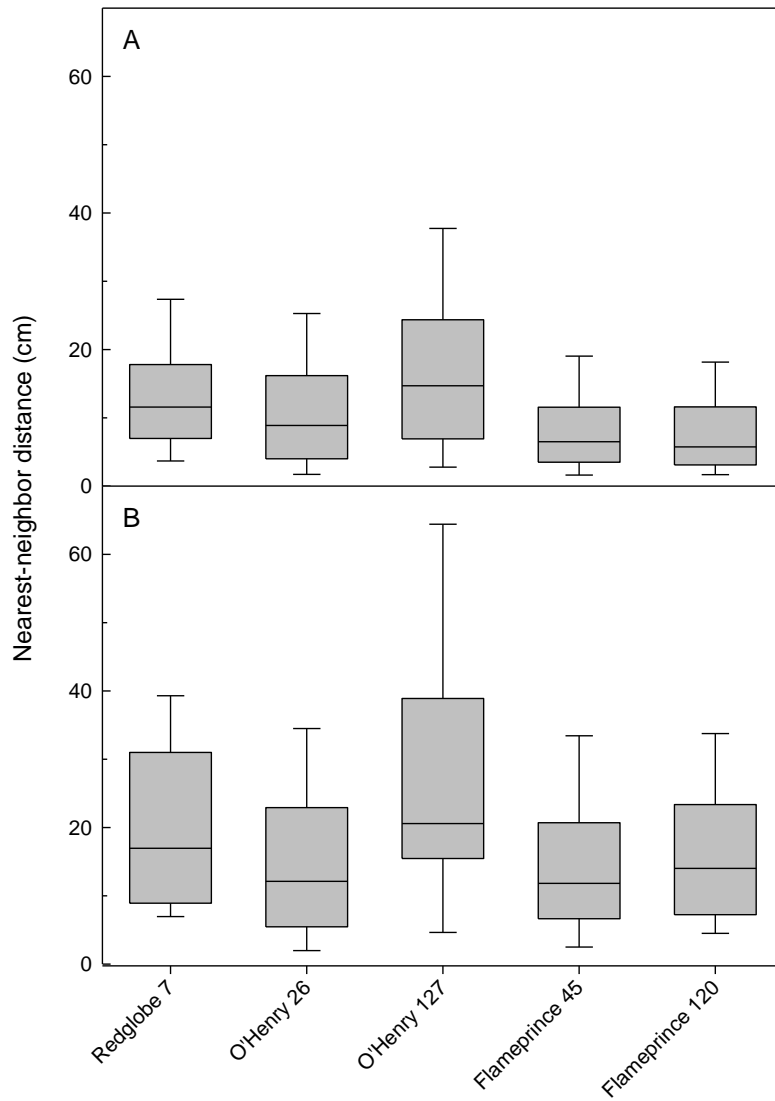 A
60
40
20
0
B
60
40
20
0
Nearest-neighbor distance (cm)
Redglobe 7
O'Henry 26
O'Henry 127
Flameprince 45
Flameprince 120